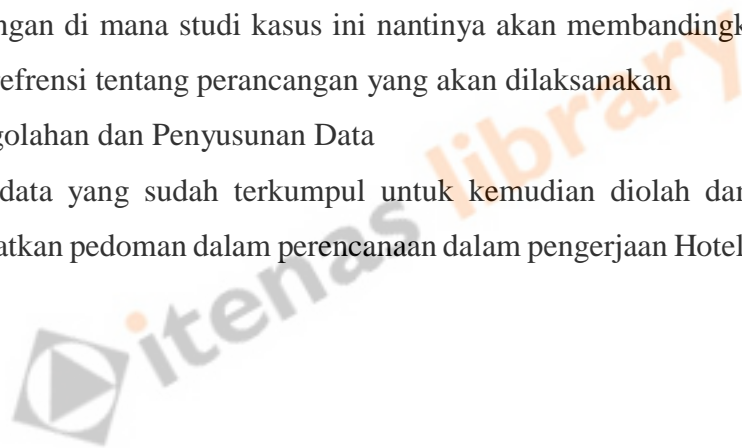 ngan di mana studi kasus ini nantinya akan membandingk
efrensi tentang perancangan yang akan dilaksanakan
golahan dan Penyusunan Data
data yang sudah terkumpul untuk kemudian diolah dan
atkan pedoman dalam perencanaan dalam pengerjaan Hotel
itenas library